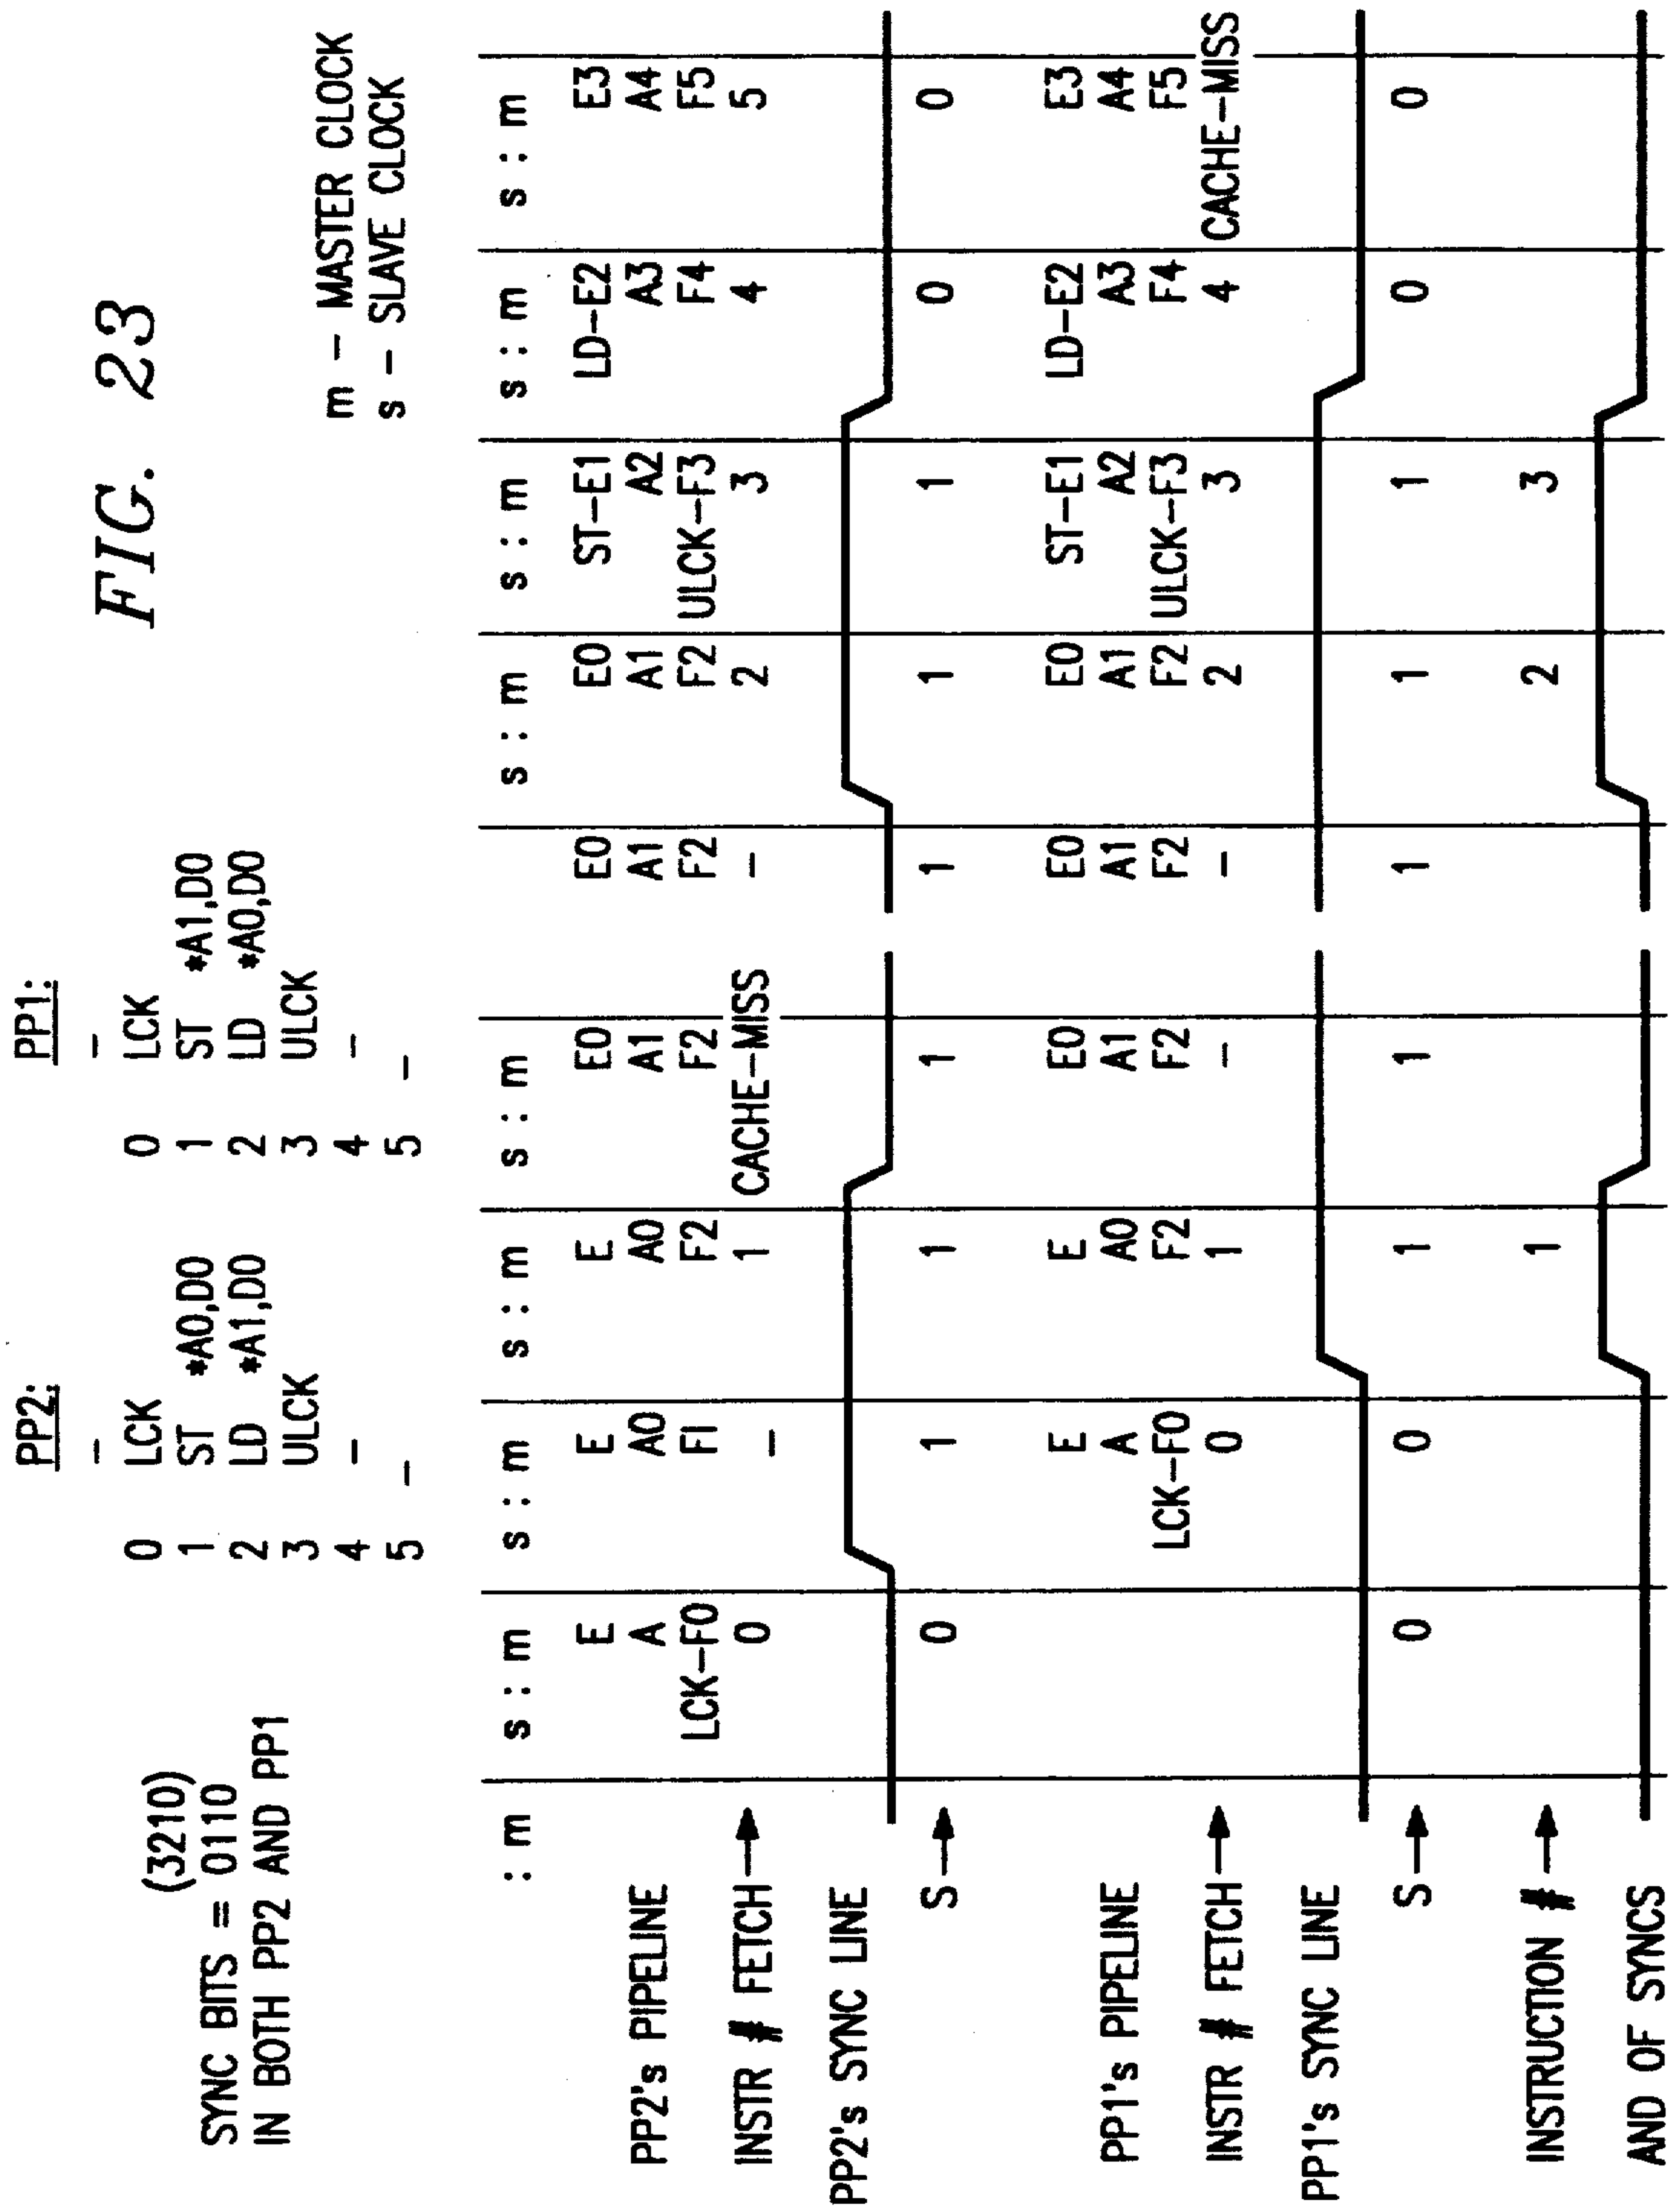 FIG. 23
PP2:
–
0 LCK
1 ST *A0,D0
2 LD *A1,D0
3 ULCK
4 –
5 –
PP1:
–
0 LCK
1 ST *A1,D0
2 LD *A0,D0
3 ULCK
4 –
5 –
(3210)
SYNC BITS = 0110
IN BOTH PP2 AND PP1
m – MASTER CLOCK
s – SLAVE CLOCK
: m s : m s : m s : m s : m s : m s : m s : m s : m
E E E E0 E0 E0 ST–E1 LD–E2 E3
PP2's PIPELINE A A0 A0 A1 A1 A1 A2 A3 A4
LCK–F0 FI F2 F2 F2 F2 ULCK–F3 F4 F5
INSTR # FETCH 0 – 1 CACHE–MISS – 2 3 4 5
PP2's SYNC LINE
S 0 1 1 1 1 1 1 0 0
E E E0 E0 E0 ST–E1 LD–E2 E3
PP1's PIPELINE A A0 A1 A1 A1 A2 A3 A4
LCK–F0 F2 F2 F2 F2 ULCK–F3 F4 F5
INSTR # FETCH 0 1 – – 2 3 4 CACHE–MISS
PP1's SYNC LINE
S 0 0 1 1 1 1 1 0 0
INSTRUCTION # 1 2 3
AND OF SYNCS